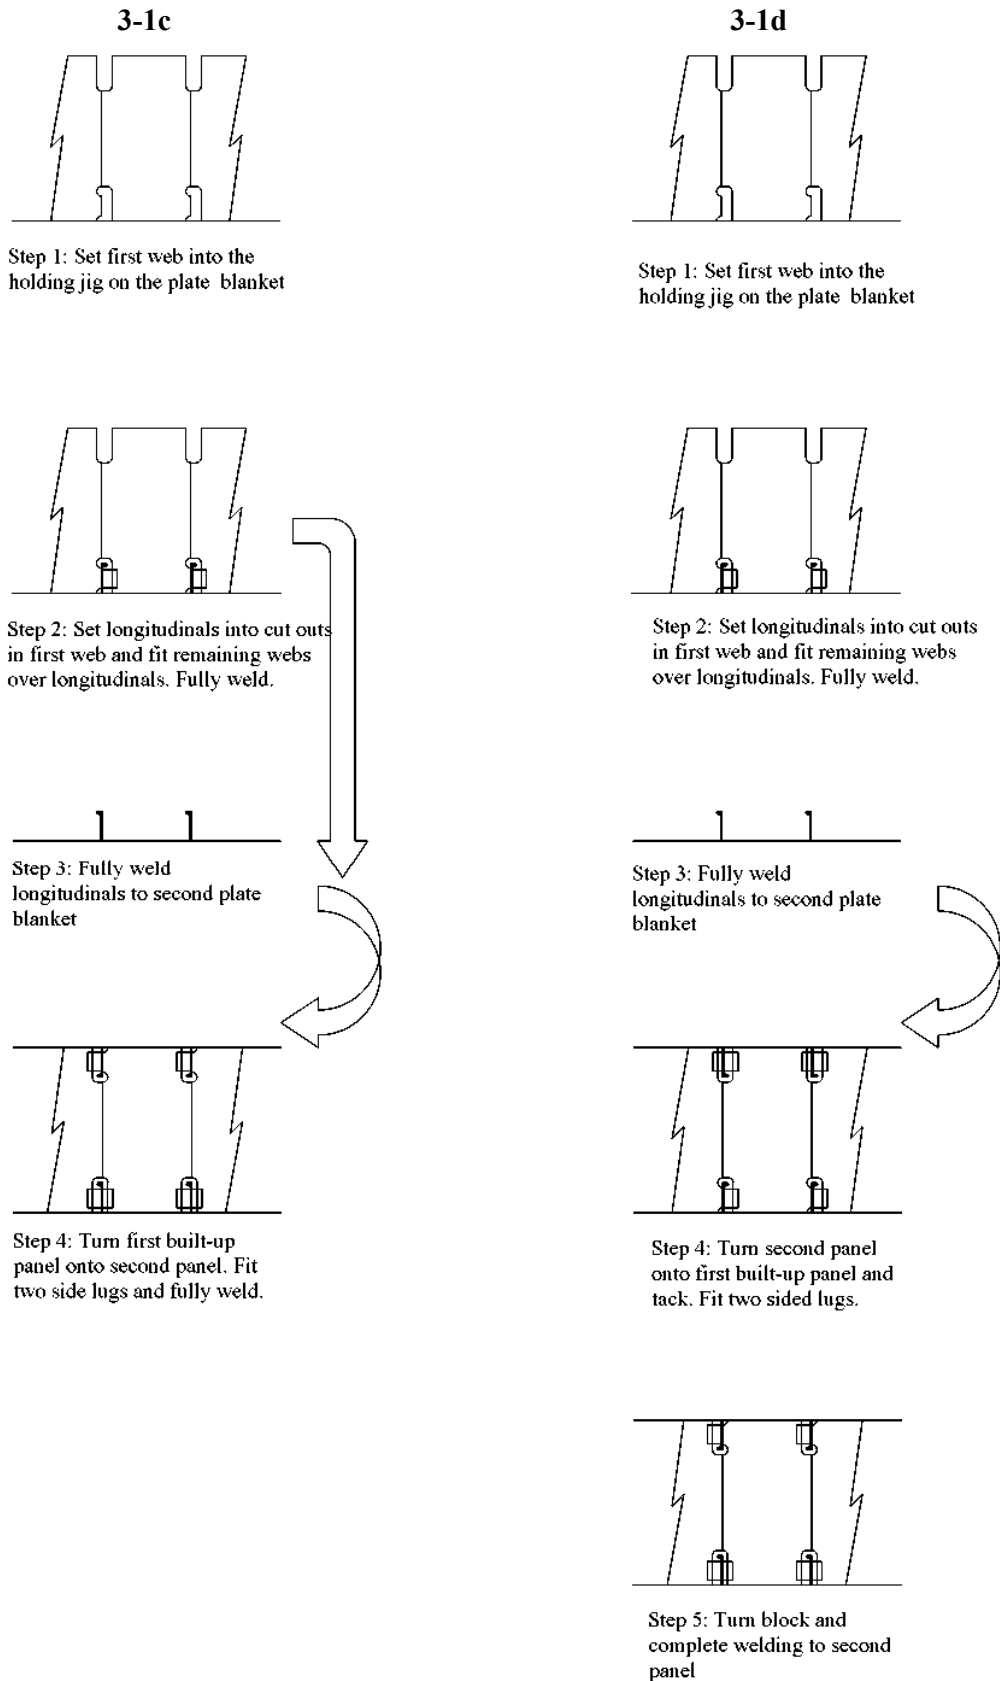 3-1c
Step 1: Set first web into the
holding jig on the plate blanket
Step 2: Set longitudinals into cut outs
in first web and fit remaining webs
over longitudinals. Fully weld.
Step 3: Fully weld
longitudinals to second plate
blanket
Step 4: Turn first built-up
panel onto second panel. Fit
two side lugs and fully weld.
3-1d
Step 1: Set first web into the
holding jig on the plate blanket
Step 2: Set longitudinals into cut outs
in first web and fit remaining webs
over longitudinals. Fully weld.
Step 3: Fully weld
longitudinals to second plate
blanket
Step 4: Turn second panel
onto first built-up panel and
tack. Fit two sided lugs.
Step 5: Turn block and
complete welding to second
panel